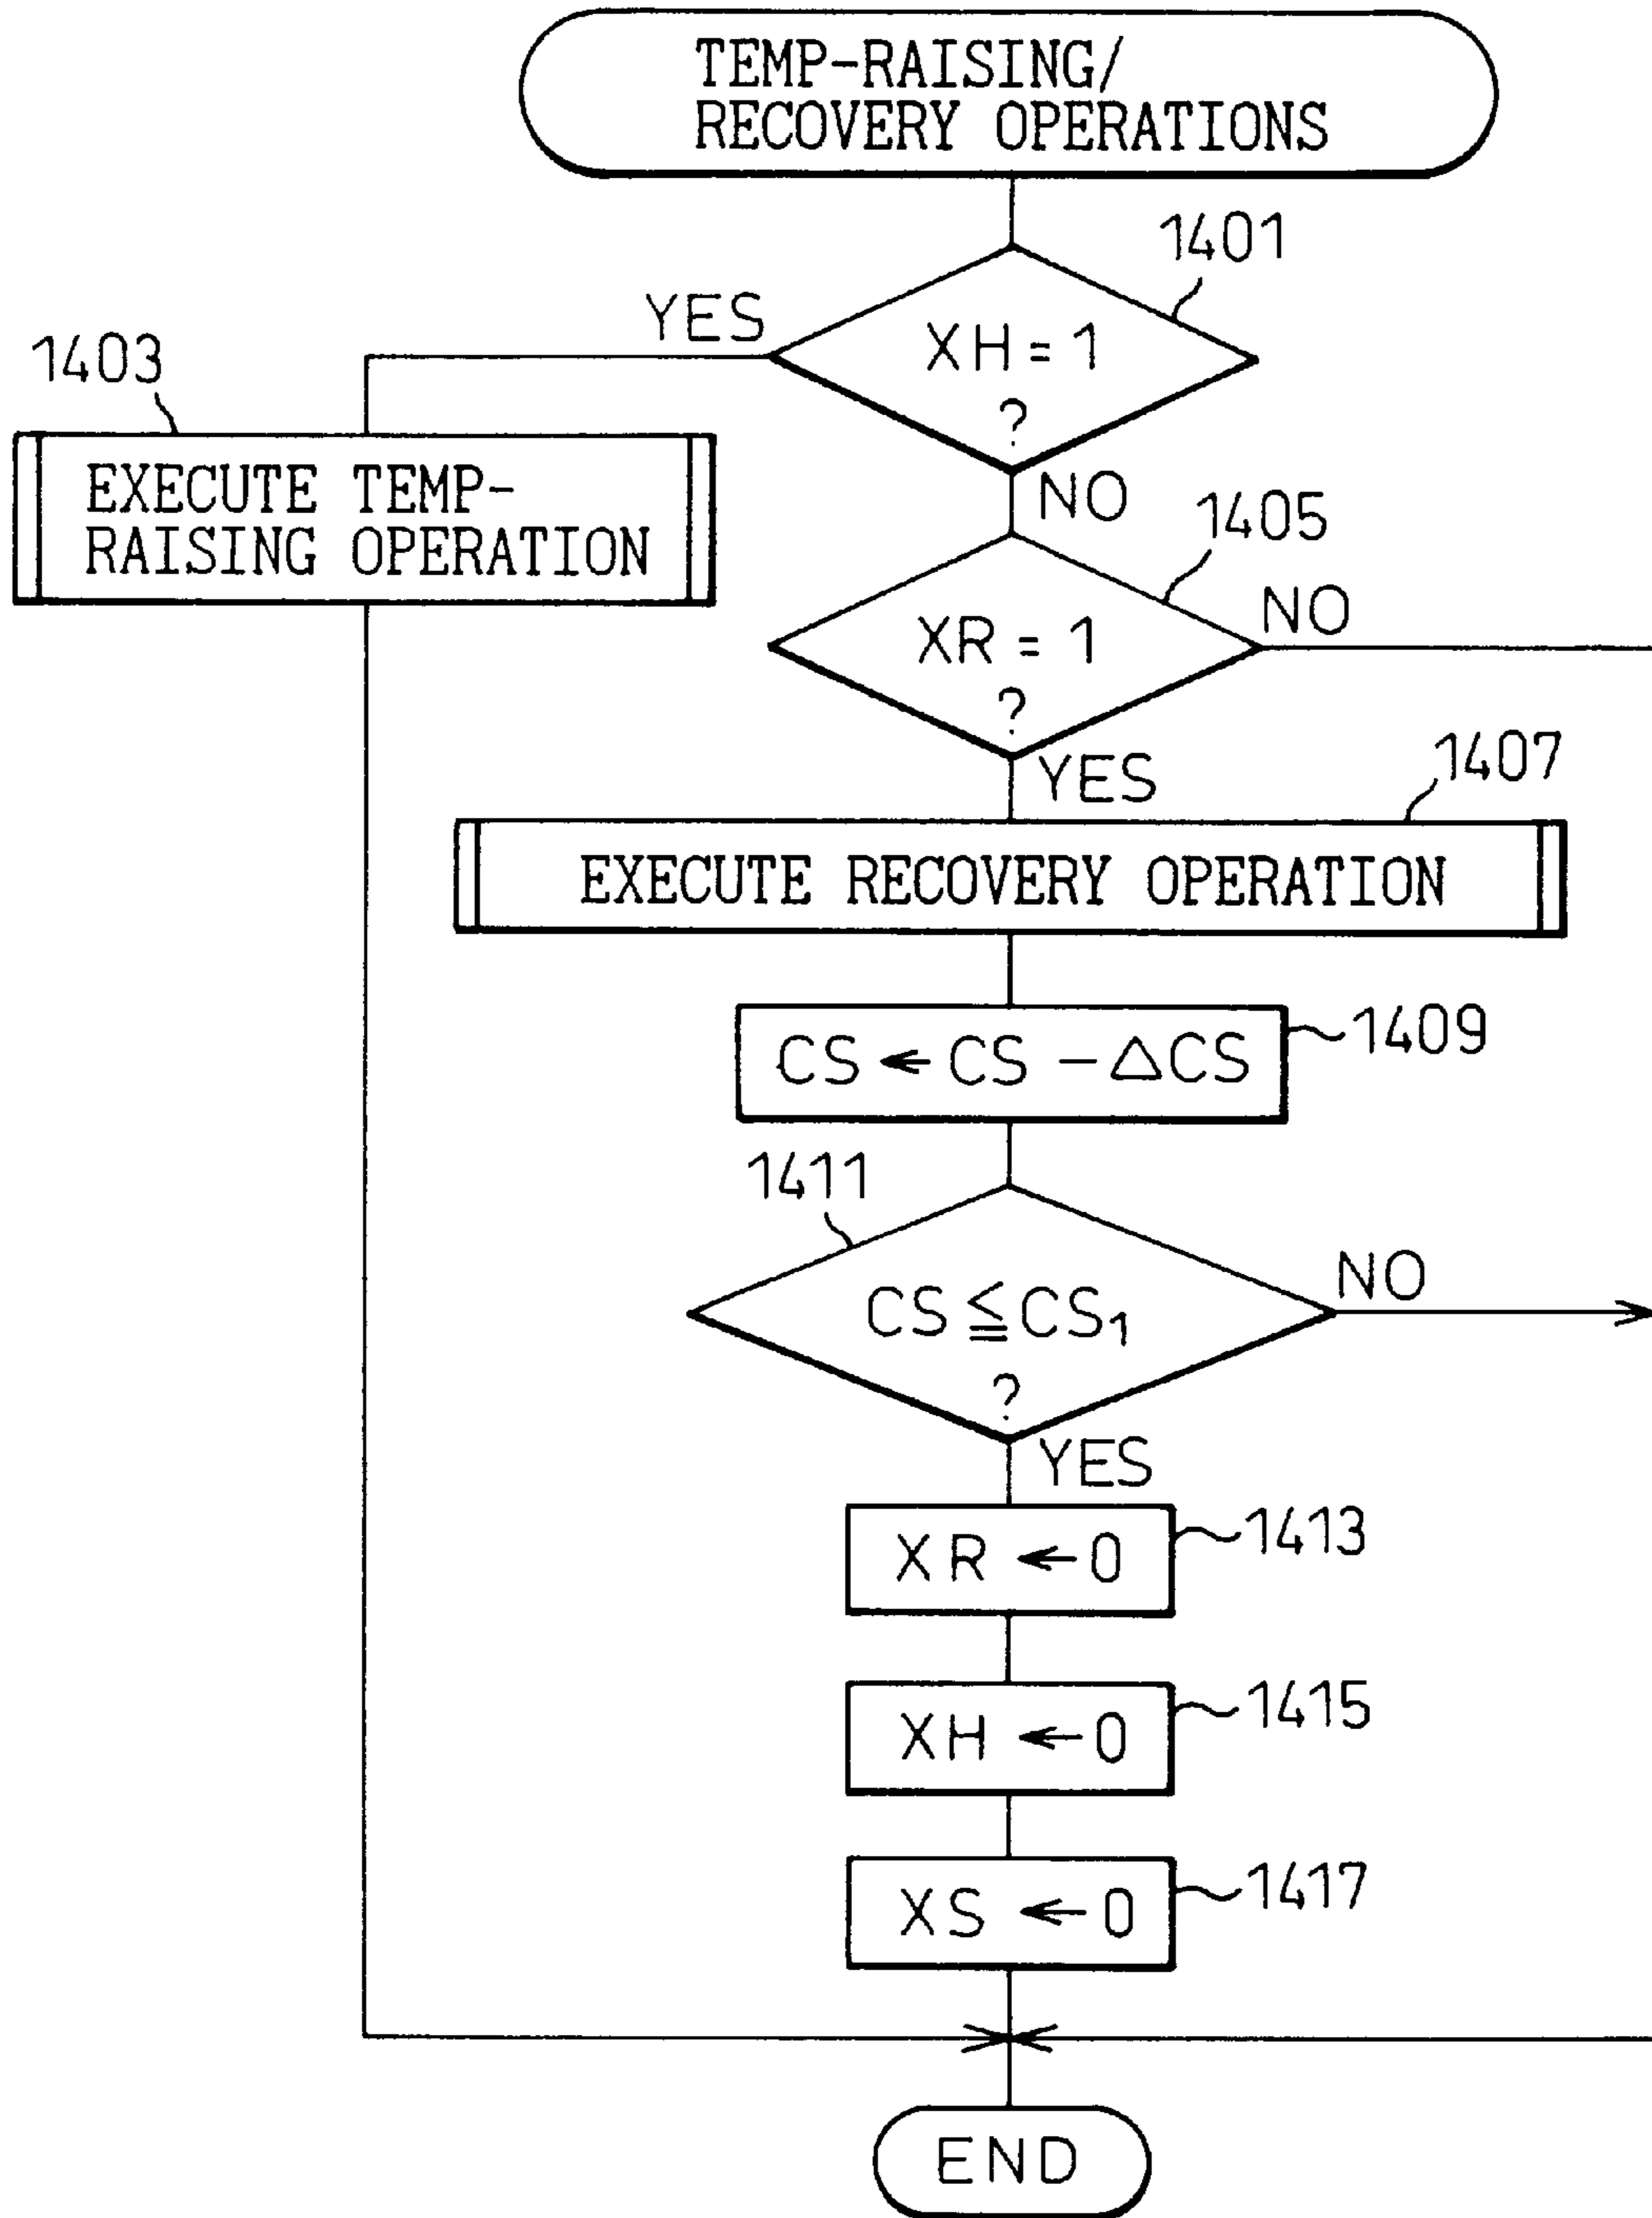 TEMP-RAISING/
RECOVERY OPERATIONS
1401
YES
XH = 1
?
1403
EXECUTE TEMP-
RAISING OPERATION
NO
1405
XR = 1
?
NO
YES
1407
EXECUTE RECOVERY OPERATION
CS ← CS - △CS
1409
1411
CS ≦ CS₁
?
NO
YES
XR ← 0
1413
XH ← 0
1415
XS ← 0
1417
END